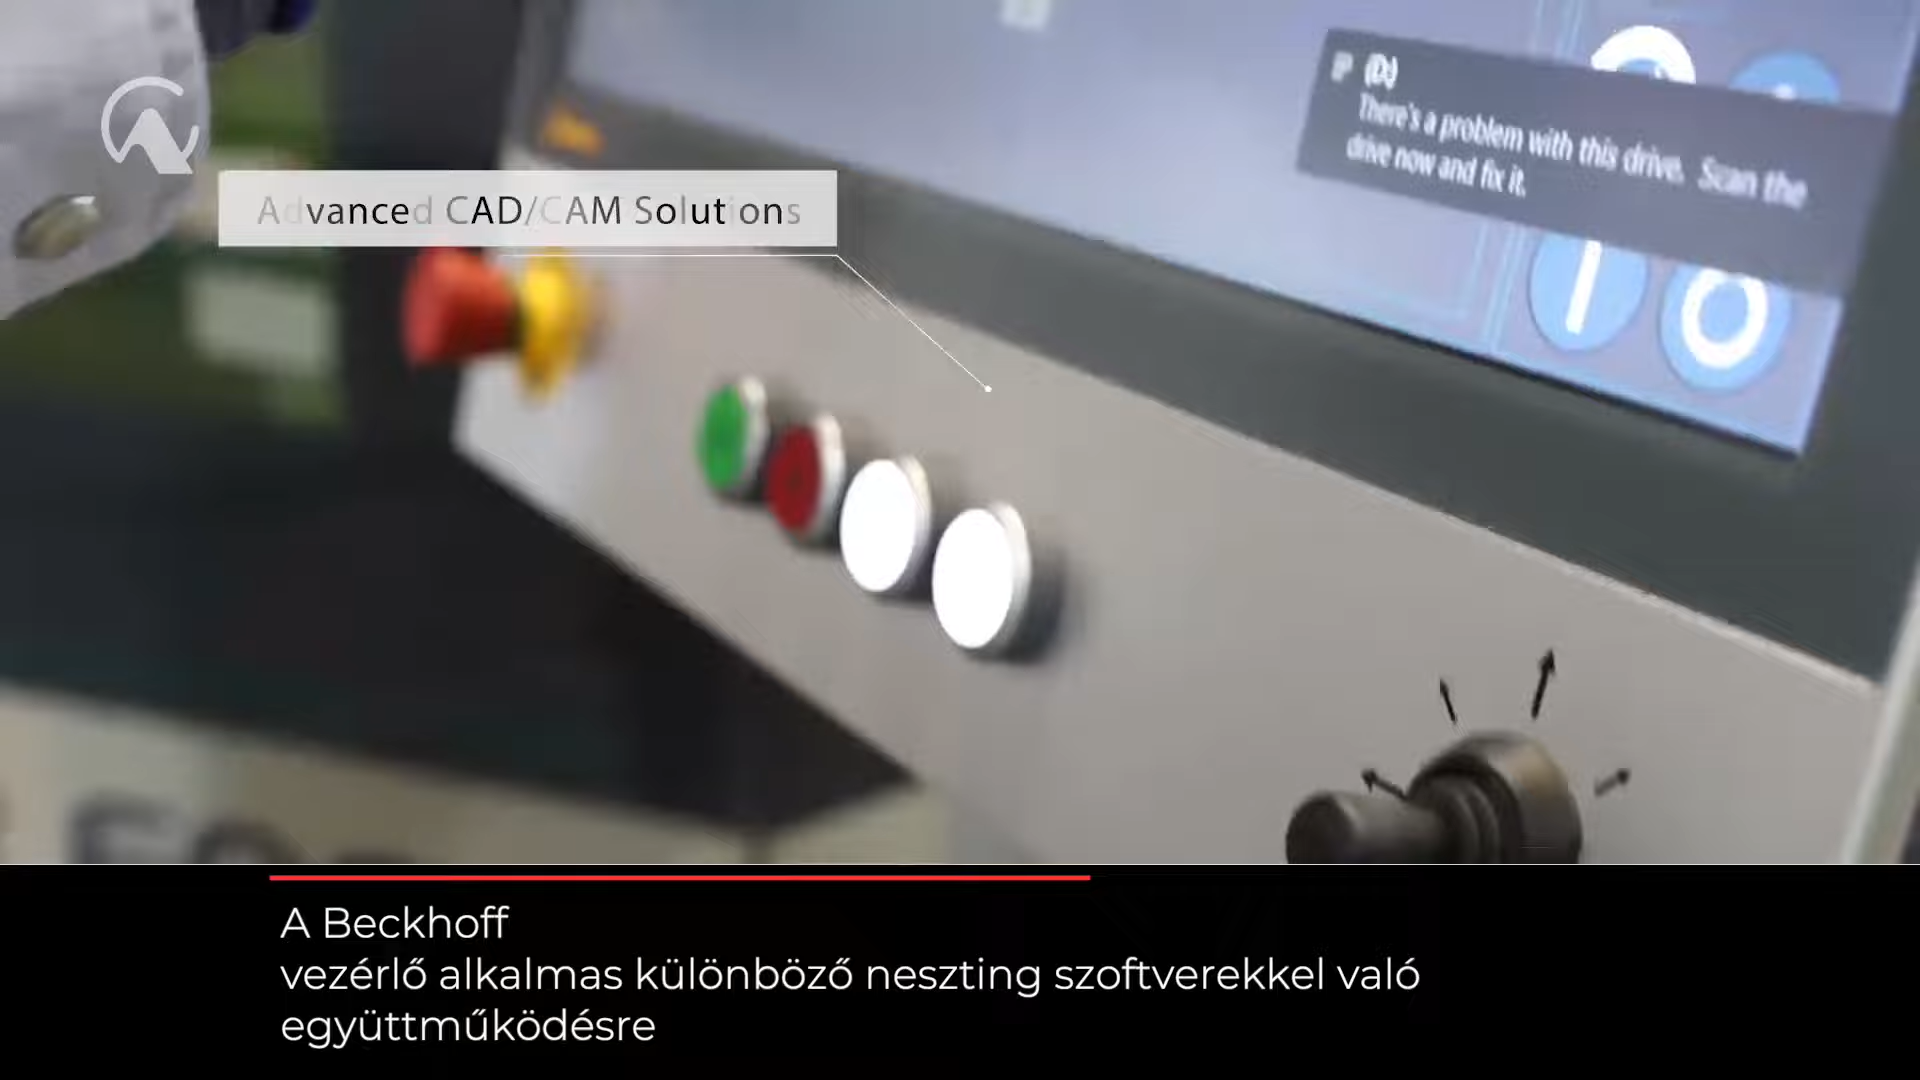 (D:)
There's a problem with this drive. Scan the
drive now and fix it.
Advanced CAD/CAM Solutions
A Beckhoff
vezérlő alkalmas különböző neszting szoftverekkel való
együttműködésre